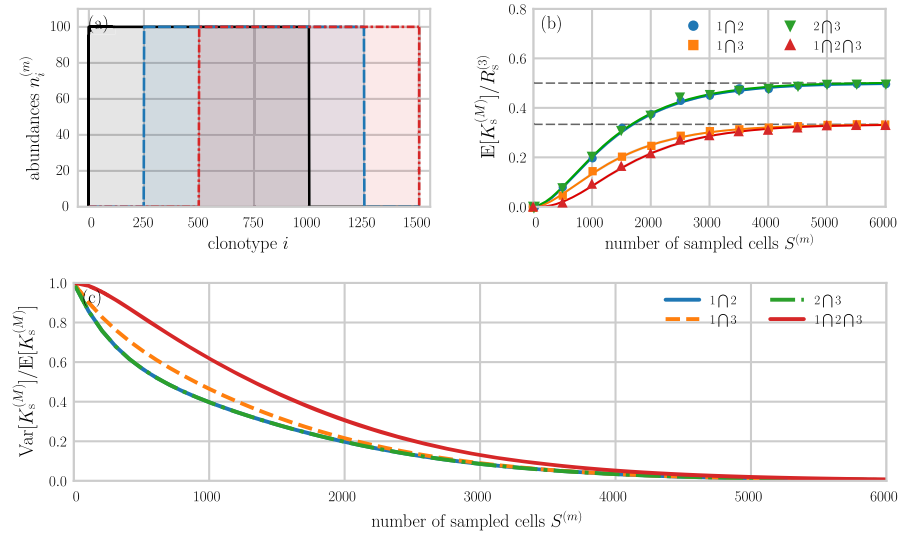 (a)
100
80
60
40
20
0
abundances $n_i^{(m)}$
0 250 500 750 1000 1250 1500
clonotype $i$
(b)
1⋂2 2⋂3
1⋂3 1⋂2⋂3
0.8
0.6
0.4
0.2
0.0
$\mathbb{E}[K_s^{(M)}]/R_s^{(3)}$
0 1000 2000 3000 4000 5000 6000
number of sampled cells $S^{(m)}$
(c)
1⋂2 2⋂3
1⋂3 1⋂2⋂3
1.0
0.8
0.6
0.4
0.2
0.0
$\mathrm{Var}[K_s^{(M)}]/\mathbb{E}[K_s^{(M)}]$
0 1000 2000 3000 4000 5000 6000
number of sampled cells $S^{(m)}$